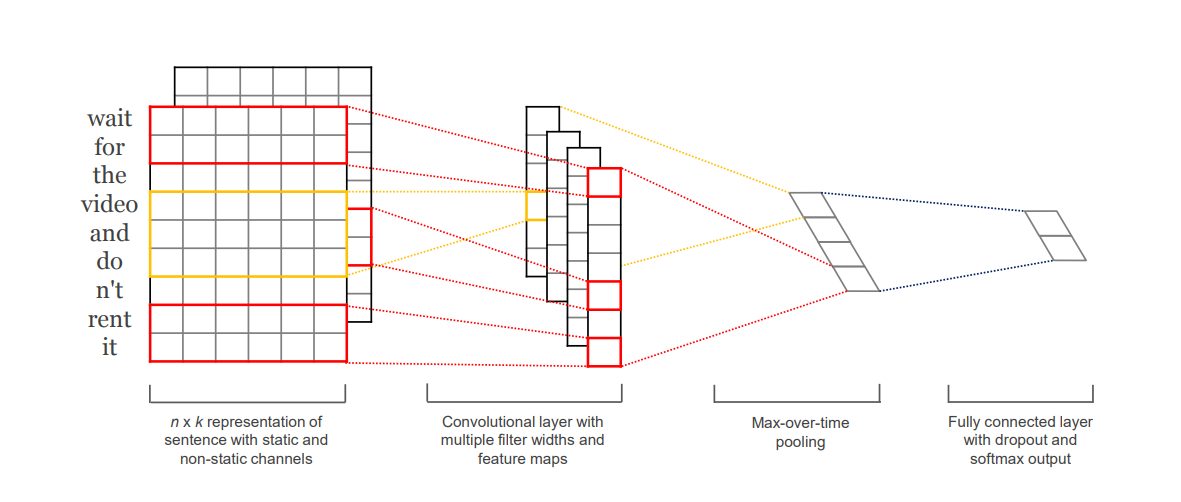 wait
for
the
video
and
do
n't
rent
it
n x k representation of
sentence with static and
non-static channels
Convolutional layer with
multiple filter widths and
feature maps
Max-over-time
pooling
Fully connected layer
with dropout and
softmax output